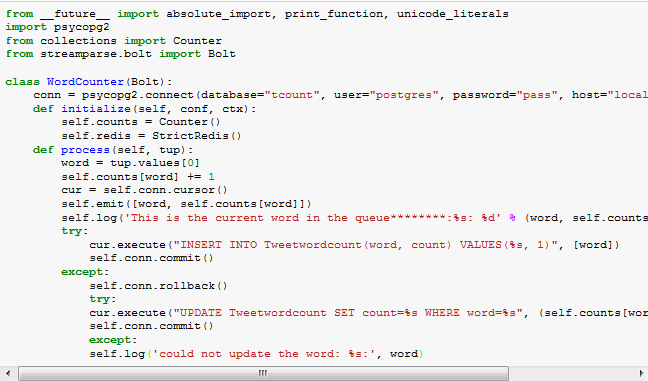 from __future__ import absolute_import, print_function, unicode_literals
import psycopg2
from collections import Counter
from streamparse.bolt import Bolt

class WordCounter(Bolt):
    conn = psycopg2.connect(database="tcount", user="postgres", password="pass", host="local
    def initialize(self, conf, ctx):
        self.counts = Counter()
        self.redis = StrictRedis()
    def process(self, tup):
        word = tup.values[0]
        self.counts[word] += 1
        cur = self.conn.cursor()
        self.emit([word, self.counts[word]])
        self.log('This is the current word in the queue********:%s: %d' % (word, self.counts
        try:
            cur.execute("INSERT INTO Tweetwordcount(word, count) VALUES(%s, 1)", [word])
            self.conn.commit()
        except:
            self.conn.rollback()
            try:
            cur.execute("UPDATE Tweetwordcount SET count=%s WHERE word=%s", (self.counts[wor
            self.conn.commit()
            except:
            self.log('could not update the word: %s:', word)